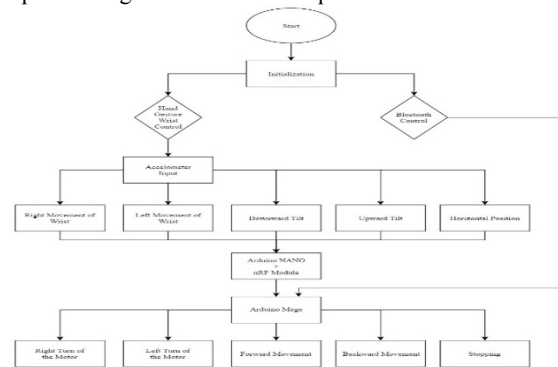 Start
Initialization
Hand
Gesture
Wrist
Control
Bluetooth
Control
Accelometer
Input
Right Movement of
Wrist
Left Movement of
Wrist
Downward Tilt
Upward Tilt
Horizontal Position
Arduino NANO
+
nRF Module
Arduino Mega
Right Turn of
the Motor
Left Turn of
the Motor
Forward Movement
Backward Movement
Stopping